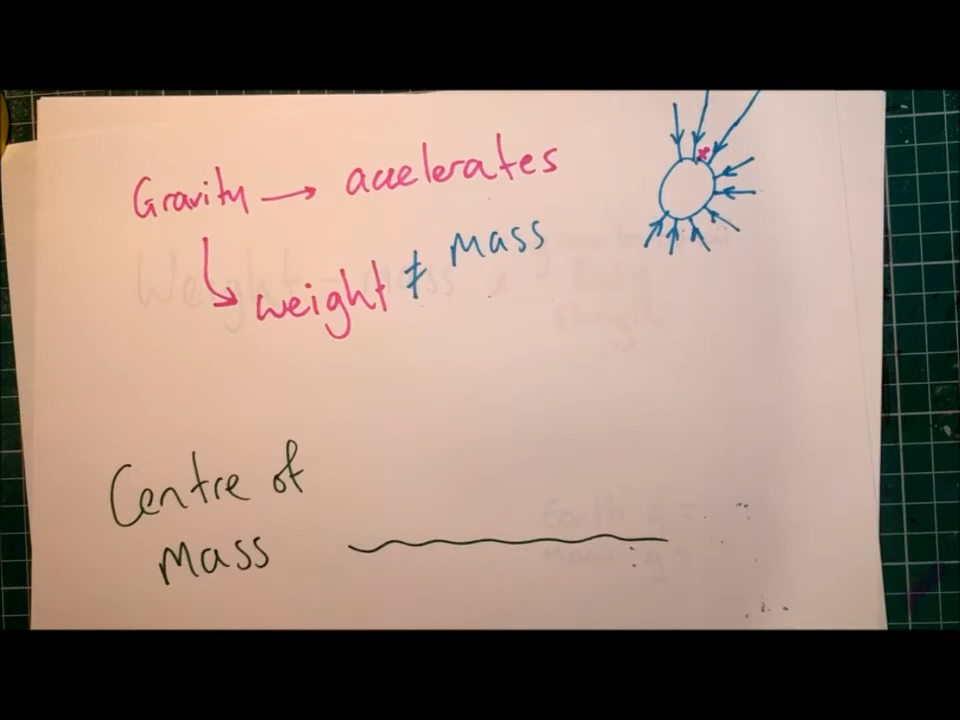 Gravity → accelerates
↳ weight ≠ mass
Centre of
mass